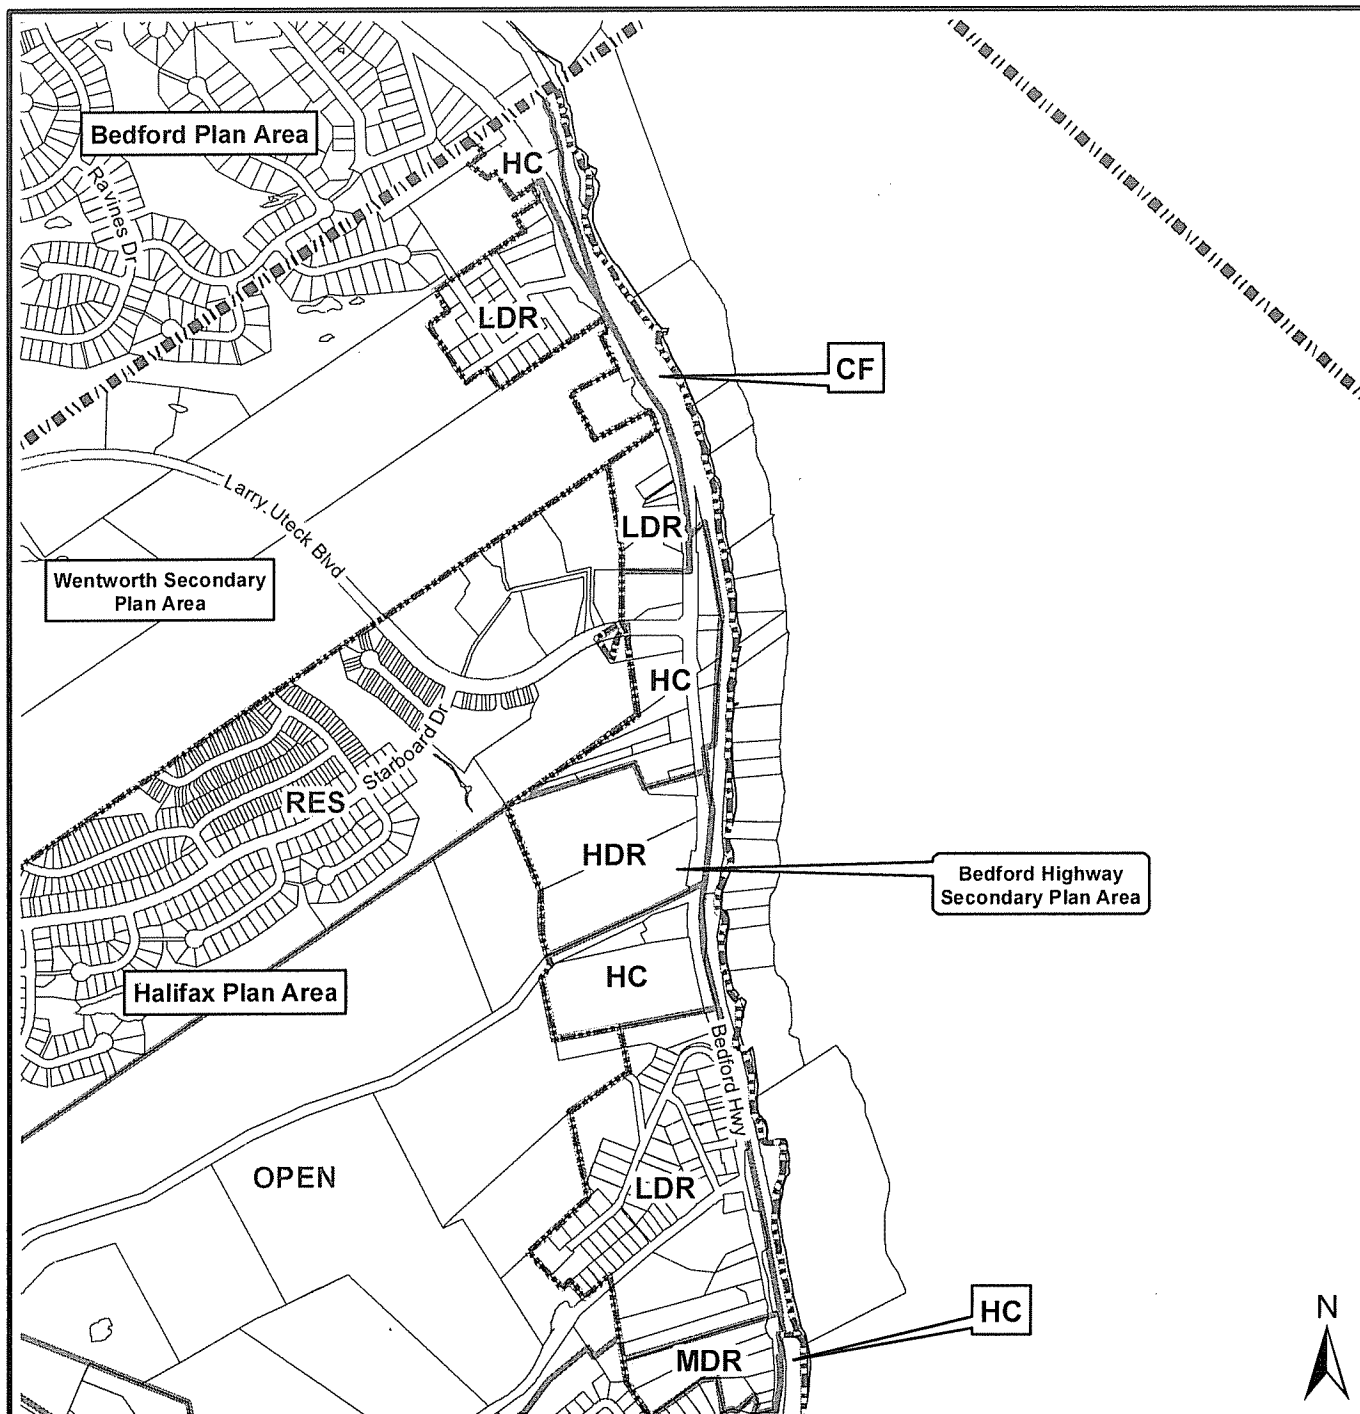 Bedford Plan Area
HC
Ravines Dr
LDR
CF
Larry Uteck Blvd
LDR
Wentworth Secondary
Plan Area
HC
Starboard Dr
RES
HDR
Bedford Highway
Secondary Plan Area
HC
Halifax Plan Area
Bedford Hwy
OPEN
LDR
HC
N
MDR